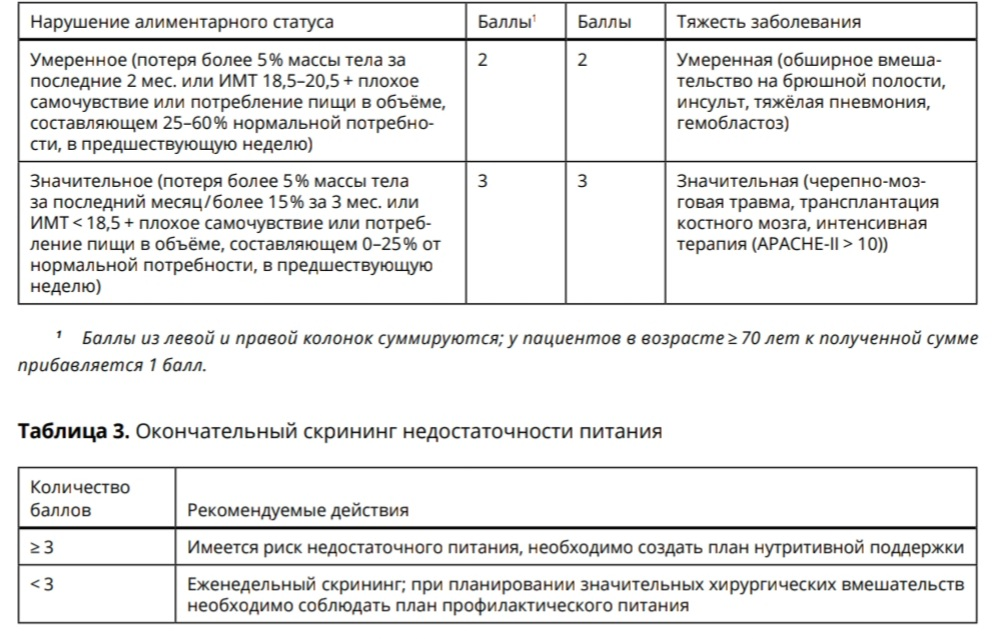 Нарушение алиментарного статуса
Баллы¹
Баллы
Тяжесть заболевания
Умеренное (потеря более 5% массы тела за
последние 2 мес. или ИМТ 18,5–20,5 + плохое
самочувствие или потребление пищи в объёме,
составляющем 25–60% нормальной потребно-
сти, в предшествующую неделю)
2
2
Умеренная (обширное вмеша-
тельство на брюшной полости,
инсульт, тяжёлая пневмония,
гемобластоз)
Значительное (потеря более 5% массы тела
за последний месяц/более 15% за 3 мес. или
ИМТ < 18,5 + плохое самочувствие или потреб-
ление пищи в объёме, составляющем 0–25% от
нормальной потребности, в предшествующую
неделю)
3
3
Значительная (черепно-моз-
говая травма, трансплантация
костного мозга, интенсивная
терапия (APACHE-II > 10))
¹ Баллы из левой и правой колонок суммируются; у пациентов в возрасте ≥ 70 лет к полученной сумме
прибавляется 1 балл.
Таблица 3. Окончательный скрининг недостаточности питания
Количество
баллов
Рекомендуемые действия
≥ 3
Имеется риск недостаточного питания, необходимо создать план нутритивной поддержки
< 3
Еженедельный скрининг; при планировании значительных хирургических вмешательств
необходимо соблюдать план профилактического питания